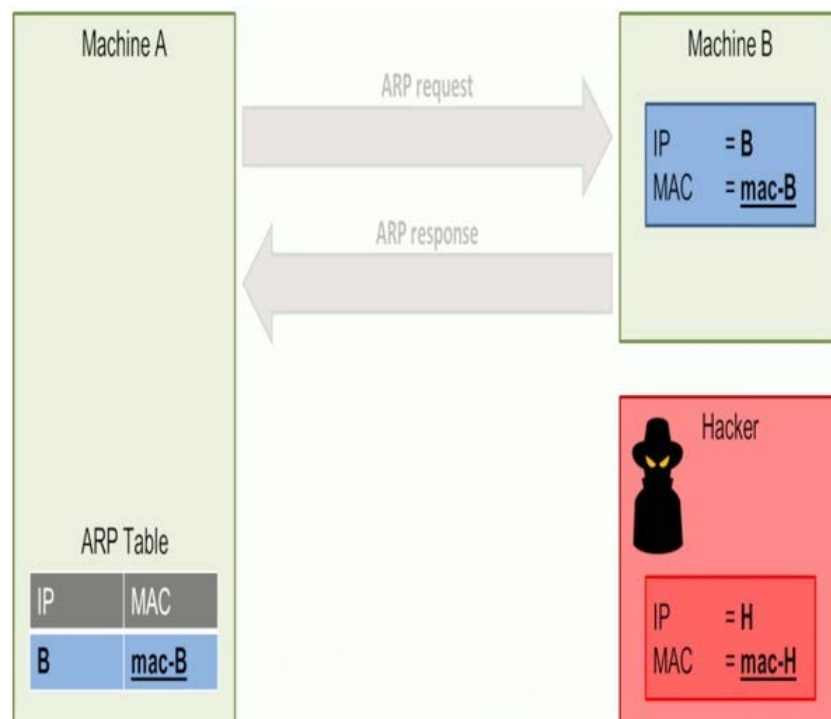 Machine A
ARP request
ARP response
ARP Table
IP MAC
B mac-B
Machine B
IP = B
MAC = mac-B
Hacker
IP = H
MAC = mac-H